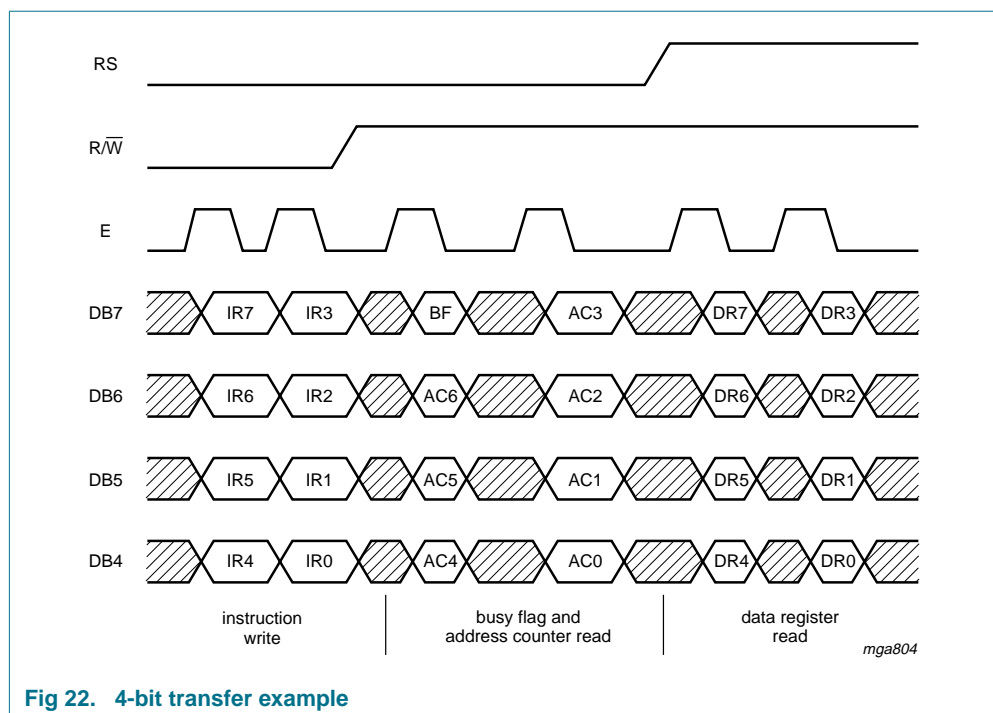 RS
R/W̅
E
DB7 IR7 IR3 BF AC3 DR7 DR3
DB6 IR6 IR2 AC6 AC2 DR6 DR2
DB5 IR5 IR1 AC5 AC1 DR5 DR1
DB4 IR4 IR0 AC4 AC0 DR4 DR0
instruction
write
busy flag and
address counter read
data register
read
mga804
Fig 22. 4-bit transfer example